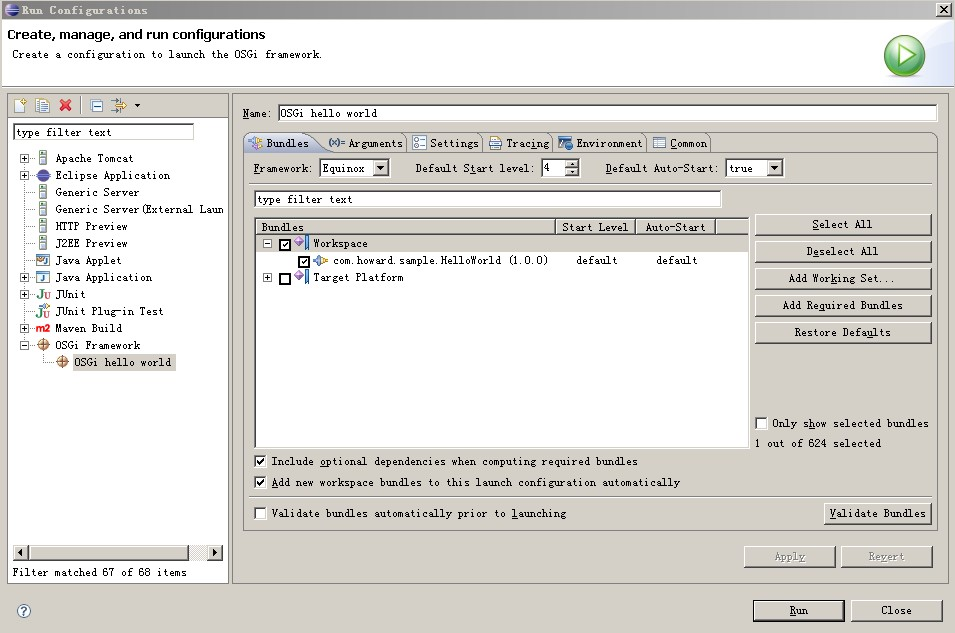 Run Configurations
Create, manage, and run configurations
Create a configuration to launch the OSGi framework.
type filter text
Apache Tomcat
Eclipse Application
Generic Server
Generic Server(External Laun
HTTP Preview
J2EE Preview
Java Applet
Java Application
JUnit
JUnit Plug-in Test
Maven Build
OSGi Framework
OSGi hello world
Filter matched 67 of 68 items
Name: OSGi hello world
Bundles (x)= Arguments Settings Tracing Environment Common
Framework: Equinox Default Start level: 4 Default Auto-Start: true
type filter text
Bundles Start Level Auto-Start
Workspace
com.howard.sample.HelloWorld (1.0.0) default default
Target Platform
Select All
Deselect All
Add Working Set...
Add Required Bundles
Restore Defaults
Only show selected bundles
1 out of 624 selected
Include optional dependencies when computing required bundles
Add new workspace bundles to this launch configuration automatically
Validate bundles automatically prior to launching
Validate Bundles
Apply Revert
Run Close